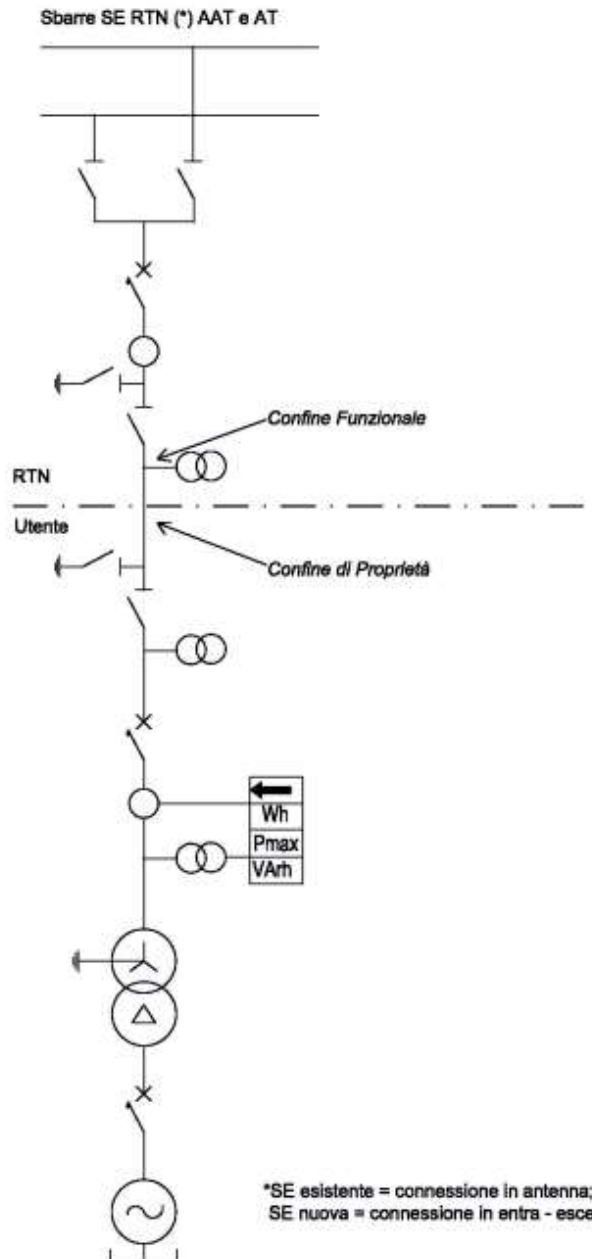 Sbarre SE RTN (*) AAT e AT
Confine Funzionale
RTN
Utente
Confine di Proprietà
Wh
Pmax
VArh
*SE esistente = connessione in antenna;
SE nuova = connessione in entra - esce